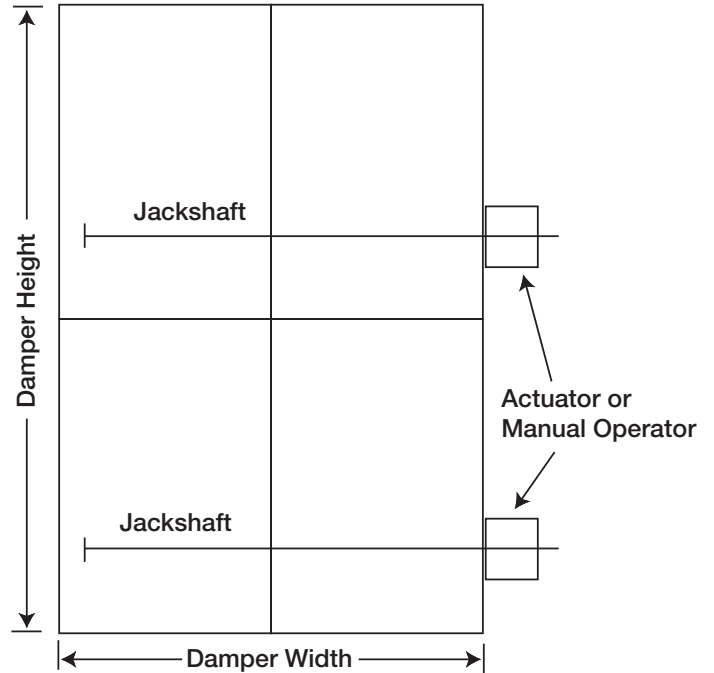 Jackshaft
Damper Height
Actuator or
Manual Operator
Jackshaft
Damper Width